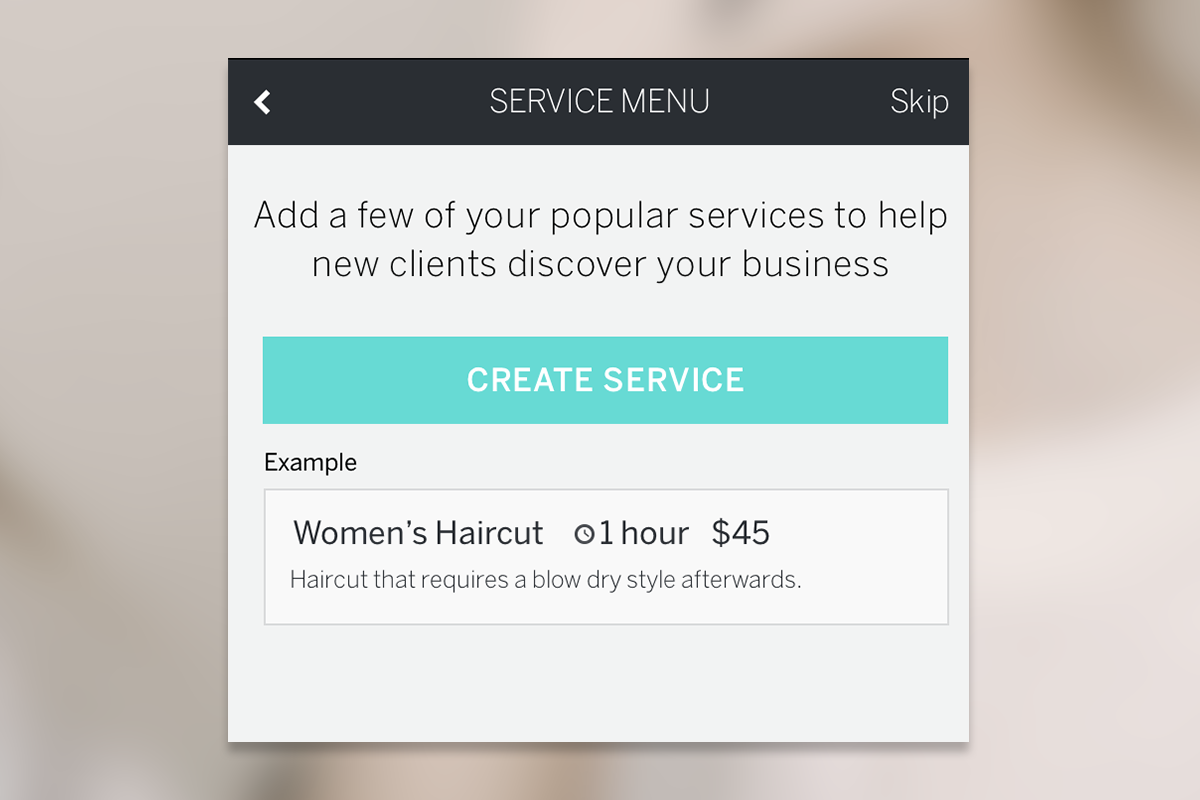 SERVICE MENU Skip
Add a few of your popular services to help
new clients discover your business
CREATE SERVICE
Example
Women’s Haircut 1 hour $45
Haircut that requires a blow dry style afterwards.